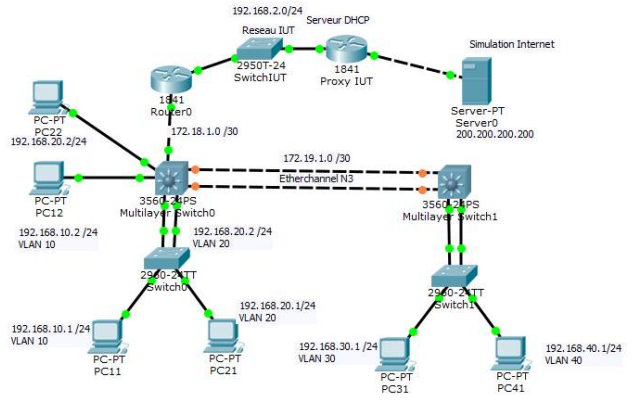 192.168.2.0/24
Reseau IUT
Serveur DHCP
Simulation Internet
2950T-24
SwitchIUT
1841
Proxy IUT
1841
Router0
Server-PT
Server0
200.200.200.200
PC-PT
PC22
192.168.20.2/24
172.18.1.0 /30
PC-PT
PC12
172.19.1.0 /30
Etherchannel N3
3560-24PS
Multilayer Switch0
3560-24PS
Multilayer Switch1
192.168.10.2 /24
VLAN 10
192.168.20.2 /24
VLAN 20
2960-24TT
Switch0
2960-24TT
Switch1
192.168.10.1 /24
VLAN 10
PC-PT
PC11
192.168.20.1/24
VLAN 20
PC-PT
PC21
192.168.30.1 /24
VLAN 30
PC-PT
PC31
192.168.40.1/24
VLAN 40
PC-PT
PC41